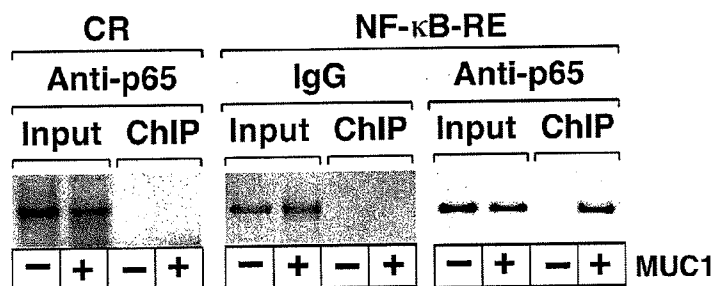 CR NF-κB-RE
Anti-p65 IgG Anti-p65
Input ChIP Input ChIP Input ChIP
− + − + − + − + − + − + MUC1